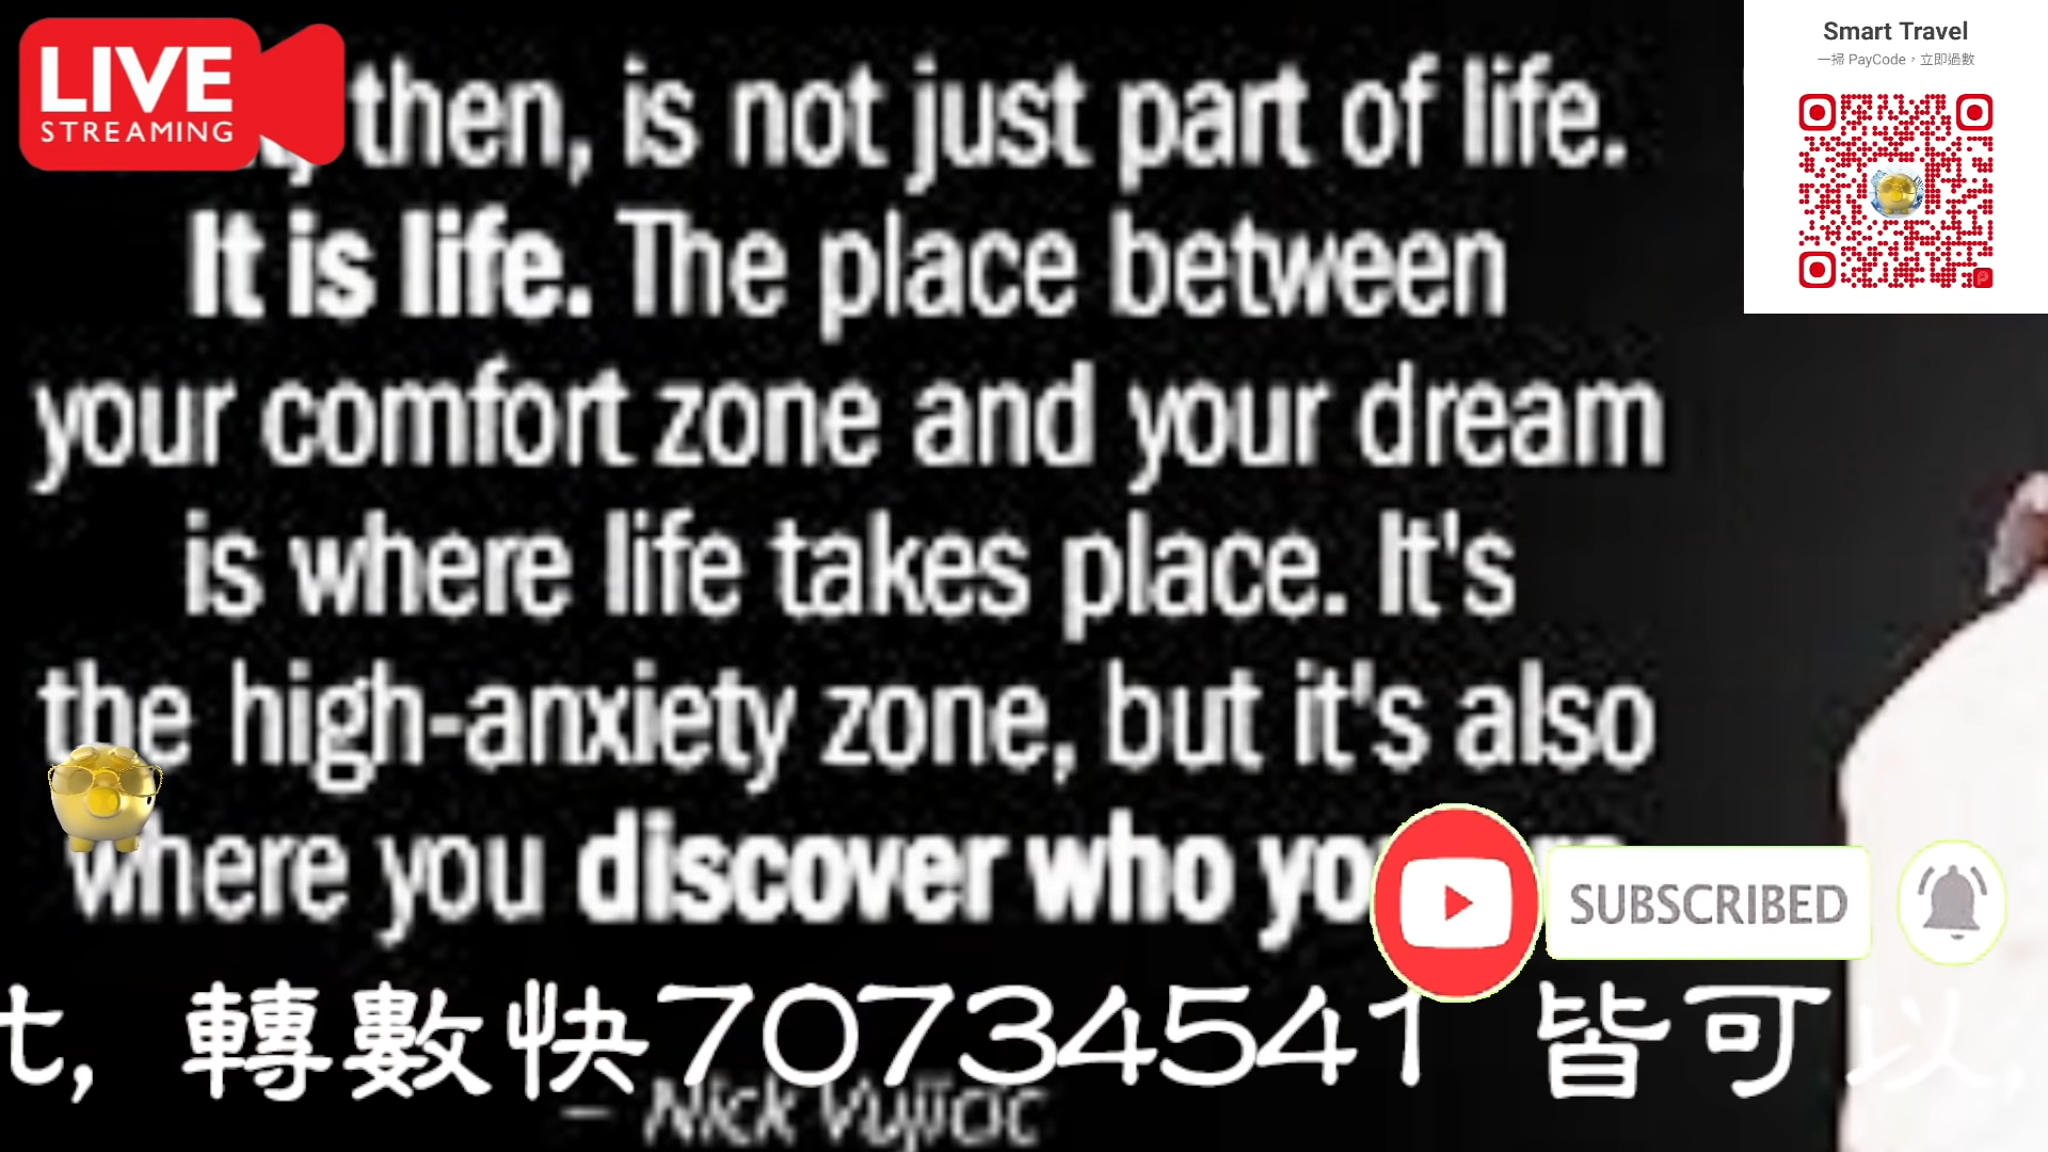 LIVE
STREAMING
Smart Travel
一掃 PayCode，立即過數
then, is not just part of life.
It is life. The place between
your comfort zone and your dream
is where life takes place. It's
the high-anxiety zone, but it's also
where you discover who
SUBSCRIBED
t, 轉數快70734541 皆可以,
– Nick Vujicic